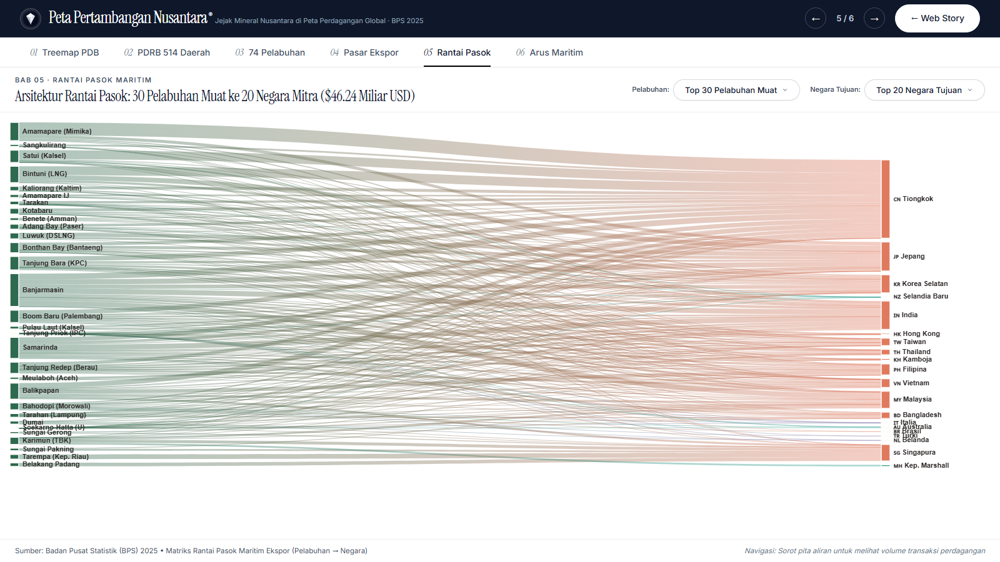 Peta Pertambangan Nusantara®
Jejak Mineral Nusantara di Peta Perdagangan Global · BPS 2025
← 5 / 6 →
← Web Story
01 Treemap PDB
02 PDRB 514 Daerah
03 74 Pelabuhan
04 Pasar Ekspor
05 Rantai Pasok
06 Arus Maritim
BAB 05 · RANTAI PASOK MARITIM
Arsitektur Rantai Pasok: 30 Pelabuhan Muat ke 20 Negara Mitra ($46.24 Miliar USD)
Pelabuhan: Top 30 Pelabuhan Muat
Negara Tujuan: Top 20 Negara Tujuan
Amamapare (Mimika)
Sangkulirang
Satui (Kalsel)
Bintuni (LNG)
Kaliorang (Kaltim)
Amamapare IJ
Tarakan
Kotabaru
Benete (Amman)
Adang Bay (Paser)
Luwuk (DSLNG)
Bonthan Bay (Bantaeng)
Tanjung Bara (KPC)
Banjarmasin
Boom Baru (Palembang)
Pulau Laut (Kalsel)
Tanjung Priok (IPC)
Samarinda
Tanjung Redep (Berau)
Meulaboh (Aceh)
Balikpapan
Bahodopi (Morowali)
Tarahan (Lampung)
Dumai
Soekarno-Hatta (U)
Sungai Gerong
Karimun (TBK)
Sungai Pakning
Tarempa (Kep. Riau)
Belakang Padang
CN Tiongkok
JP Jepang
KR Korea Selatan
NZ Selandia Baru
IN India
HK Hong Kong
TW Taiwan
TH Thailand
KH Kamboja
PH Filipina
VN Vietnam
MY Malaysia
BD Bangladesh
IT Italia
AU Australia
BR Brasil
TR Turki
NL Belanda
SG Singapura
MH Kep. Marshall
Sumber: Badan Pusat Statistik (BPS) 2025 • Matriks Rantai Pasok Maritim Ekspor (Pelabuhan → Negara)
Navigasi: Sorot pita aliran untuk melihat volume transaksi perdagangan